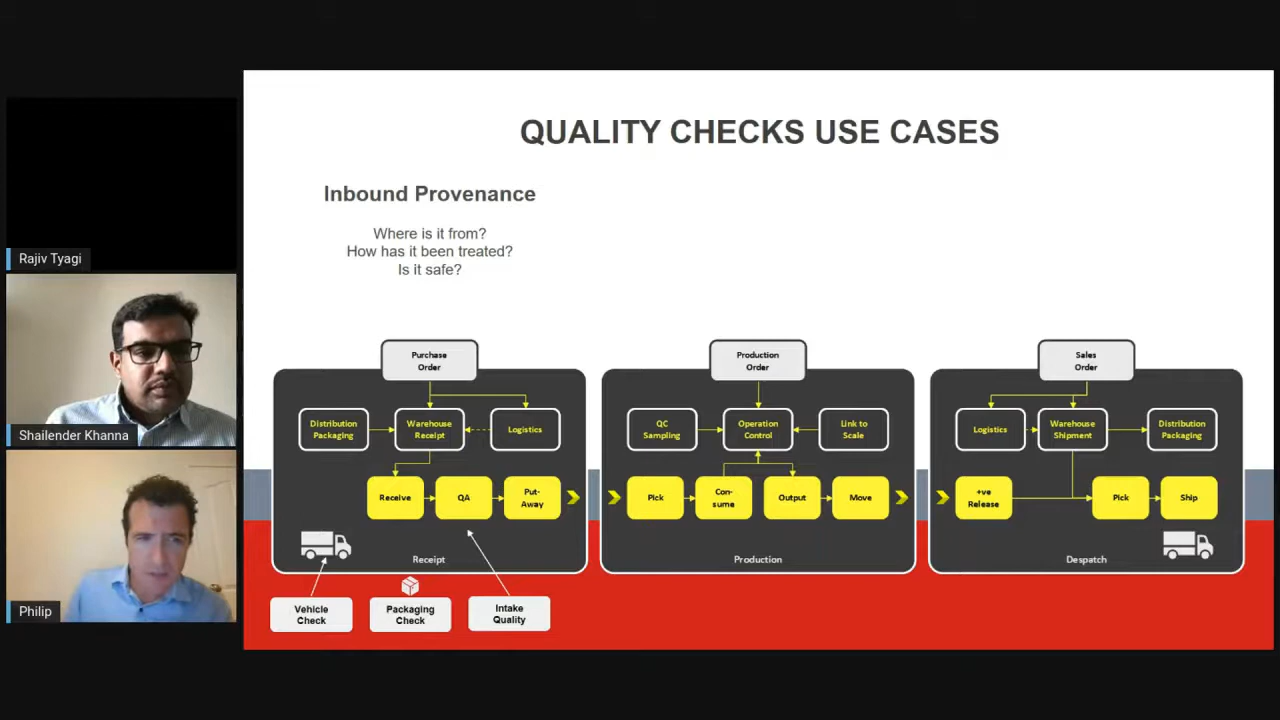 QUALITY CHECKS USE CASES
Inbound Provenance
Where is it from?
How has it been treated?
Is it safe?
Rajiv Tyagi
Shailender Khanna
Philip
Purchase
Order
Distribution
Packaging
Warehouse
Receipt
Logistics
Receive
QA
Put-
Away
Receipt
Vehicle
Check
Packaging
Check
Intake
Quality
Production
Order
QC
Sampling
Operation
Control
Link to
Scale
Pick
Con-
sume
Output
Move
Production
Sales
Order
Logistics
Warehouse
Shipment
Distribution
Packaging
+ve
Release
Pick
Ship
Despatch